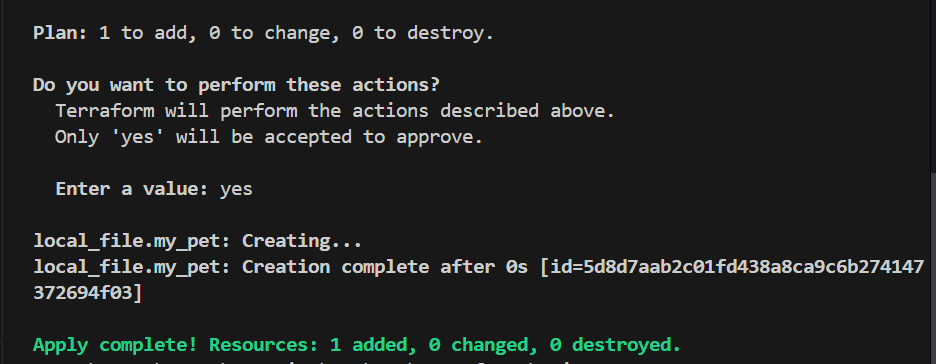 Plan: 1 to add, 0 to change, 0 to destroy.
Do you want to perform these actions?
Terraform will perform the actions described above.
Only 'yes' will be accepted to approve.
Enter a value: yes
local_file.my_pet: Creating...
local_file.my_pet: Creation complete after 0s [id=5d8d7aab2c01fd438a8ca9c6b274147
372694f03]
Apply complete! Resources: 1 added, 0 changed, 0 destroyed.